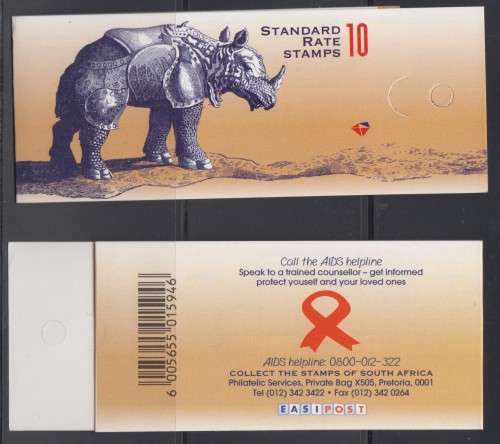 STANDARD 10
RATE
STAMPS
Call the AIDS helpline
Speak to a trained counsellor – get informed
protect youself and your loved ones
AIDS helpline: 0800-012-322
COLLECT THE STAMPS OF SOUTH AFRICA
Philatelic Services, Private Bag X505, Pretoria, 0001
Tel (012) 342 3422 • Fax (012) 342 0264
EASIPOST
6 005655 015946